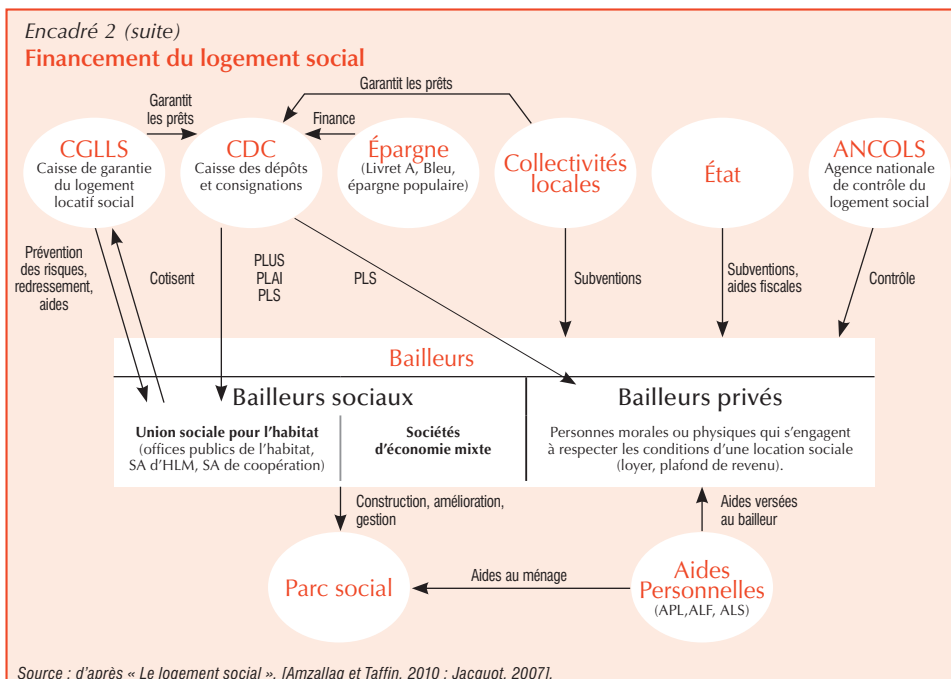 Encadré 2 (suite)
Financement du logement social
Garantit les prêts
Garantit
les prêts
Finance
CGLLS
Caisse de garantie
du logement
locatif social
CDC
Caisse des dépôts
et consignations
Épargne
(Livret A, Bleu,
épargne populaire)
Collectivités
locales
État
ANCOLS
Agence nationale
de contrôle du
logement social
Prévention
des risques,
redressement,
aides
Cotisent
PLUS
PLAI
PLS
PLS
Subventions
Subventions,
aides fiscales
Contrôle
Bailleurs
Bailleurs sociaux
Bailleurs privés
Union sociale pour l'habitat
(offices publics de l'habitat,
SA d'HLM, SA de coopération)
Sociétés
d'économie mixte
Personnes morales ou physiques qui s'engagent
à respecter les conditions d'une location sociale
(loyer, plafond de revenu).
Construction, amélioration,
gestion
Aides versées
au bailleur
Parc social
Aides au ménage
Aides
Personnelles
(APL,ALF, ALS)
Source : d'après « Le logement social ». [Amzallag et Taffin, 2010 ; Jacquot, 2007].